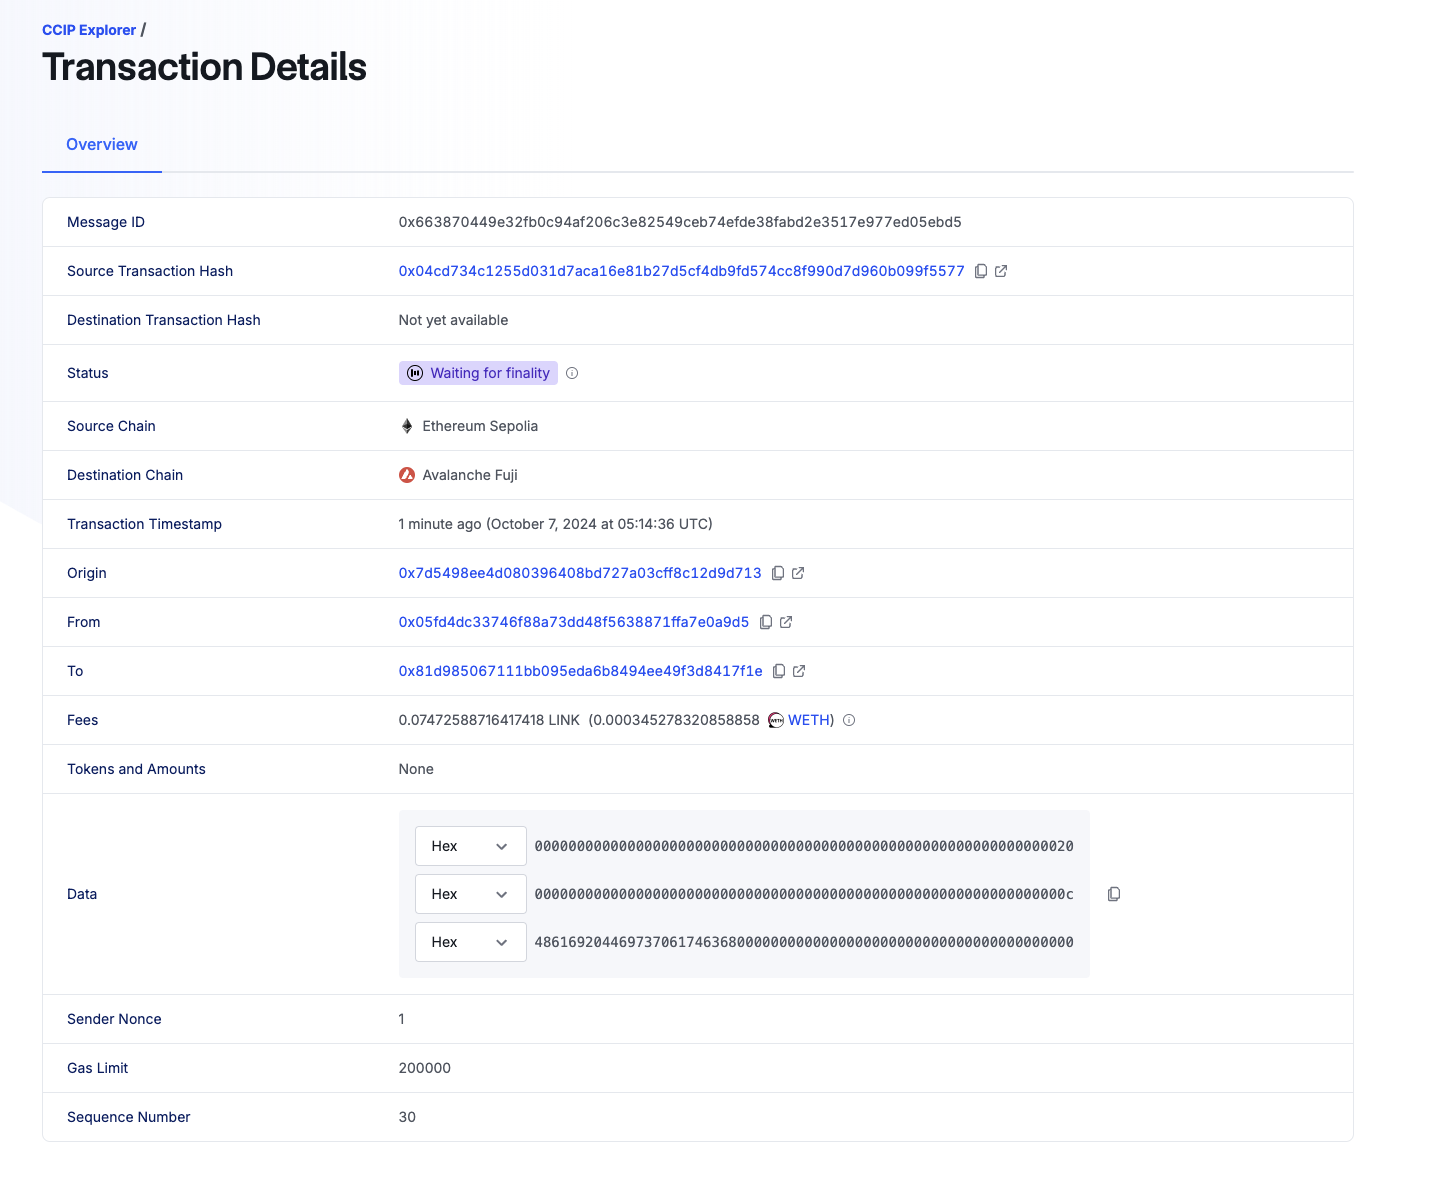 CCIP Explorer /
Transaction Details
Overview
Message ID 0x663870449e32fb0c94af206c3e82549ceb74efde38fabd2e3517e977ed05ebd5
Source Transaction Hash 0x04cd734c1255d031d7aca16e81b27d5cf4db9fd574cc8f990d7d960b099f5577
Destination Transaction Hash Not yet available
Status Waiting for finality
Source Chain Ethereum Sepolia
Destination Chain Avalanche Fuji
Transaction Timestamp 1 minute ago (October 7, 2024 at 05:14:36 UTC)
Origin 0x7d5498ee4d080396408bd727a03cff8c12d9d713
From 0x05fd4dc33746f88a73dd48f5638871ffa7e0a9d5
To 0x81d985067111bb095eda6b8494ee49f3d8417f1e
Fees 0.07472588716417418 LINK (0.000345278320858858 WETH)
Tokens and Amounts None
Data
Hex 0000000000000000000000000000000000000000000000000000000000000020
Hex 000000000000000000000000000000000000000000000000000000000000000c
Hex 4861692044697370617463680000000000000000000000000000000000000000
Sender Nonce 1
Gas Limit 200000
Sequence Number 30